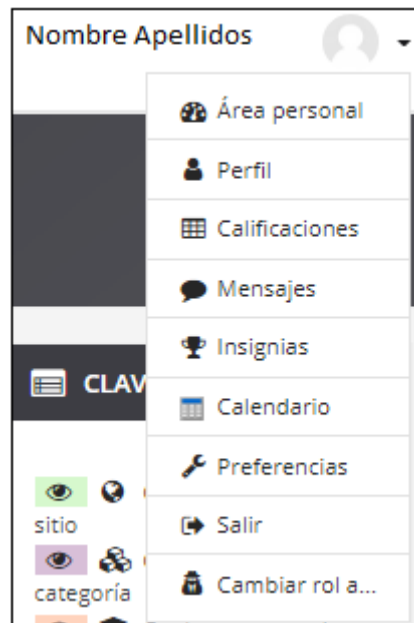 Nombre Apellidos
Área personal
Perfil
Calificaciones
Mensajes
Insignias
CLAV
Calendario
Preferencias
sitio
Salir
categoría
Cambiar rol a...